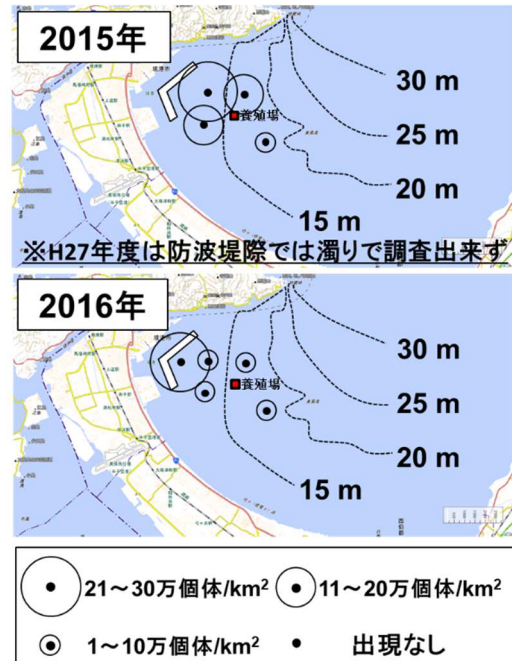 2015年
30 m
養殖場
25 m
20 m
15 m
※H27年度は防波堤際では濁りで調査出来ず
2016年
30 m
養殖場
25 m
20 m
15 m
21～30万個体/km²
11～20万個体/km²
1～10万個体/km²
出現なし